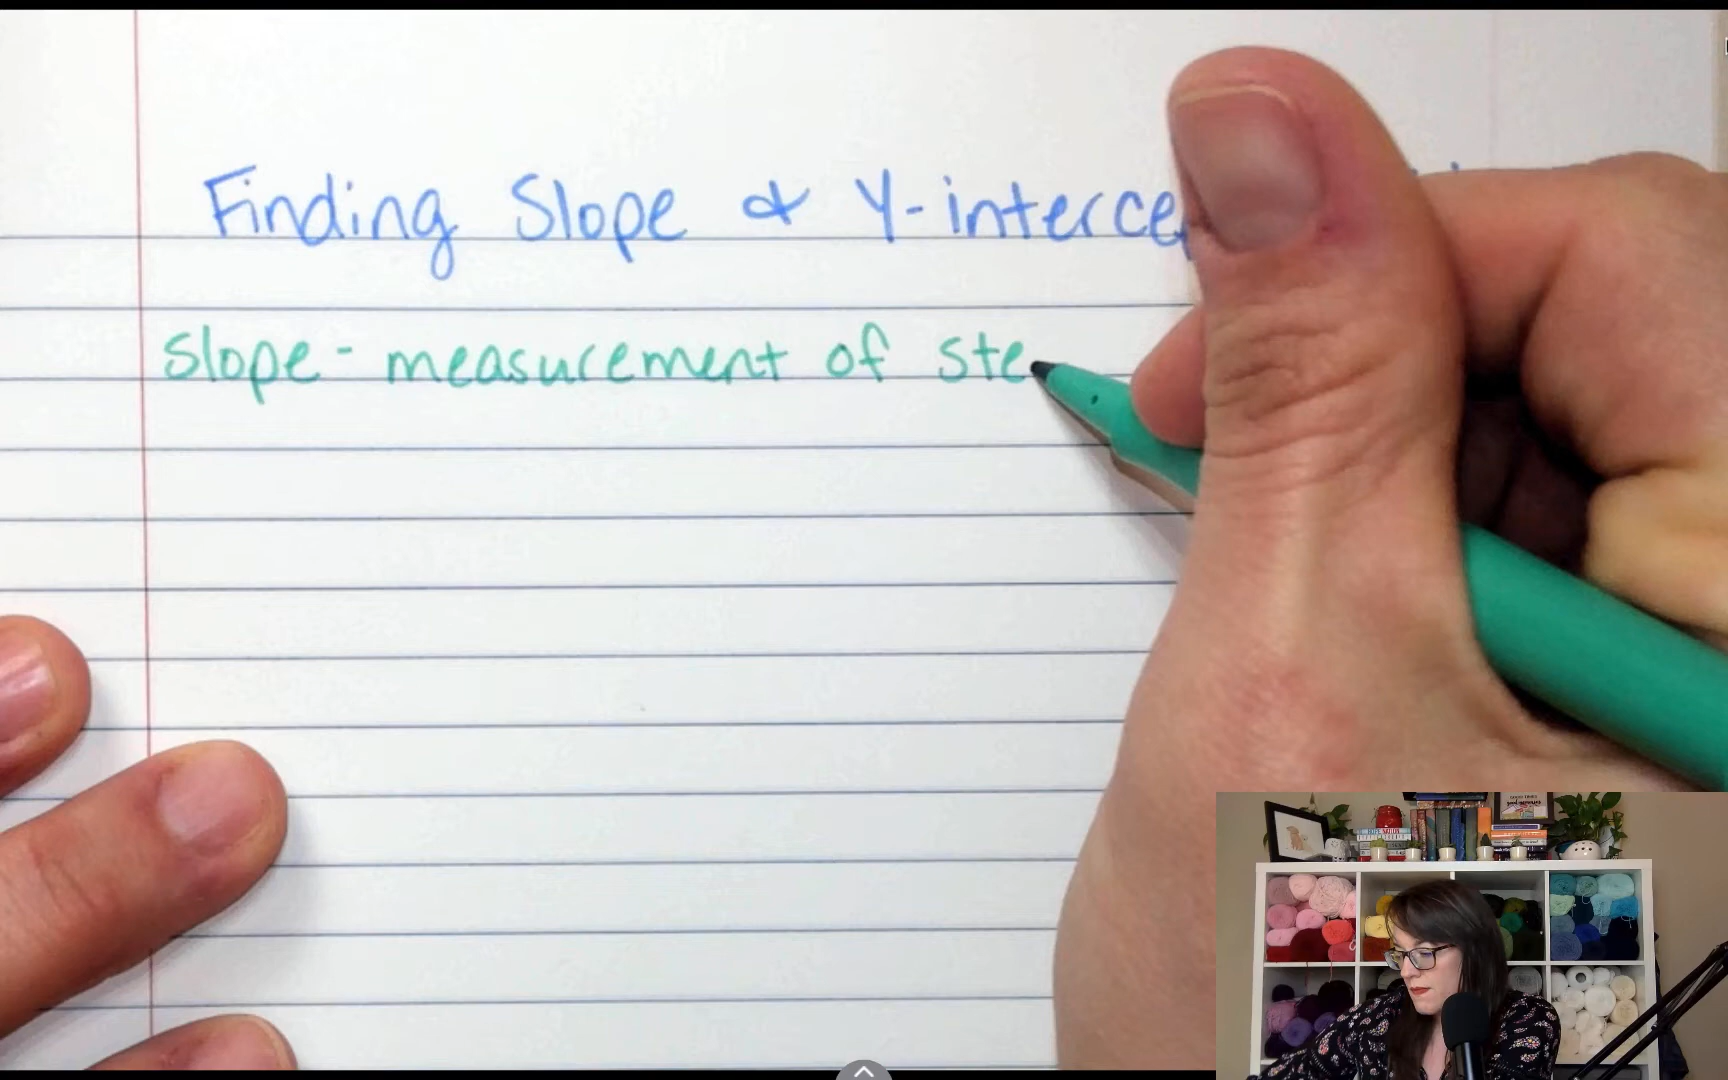 Finding Slope & Y-interce
slope - measurement of ste